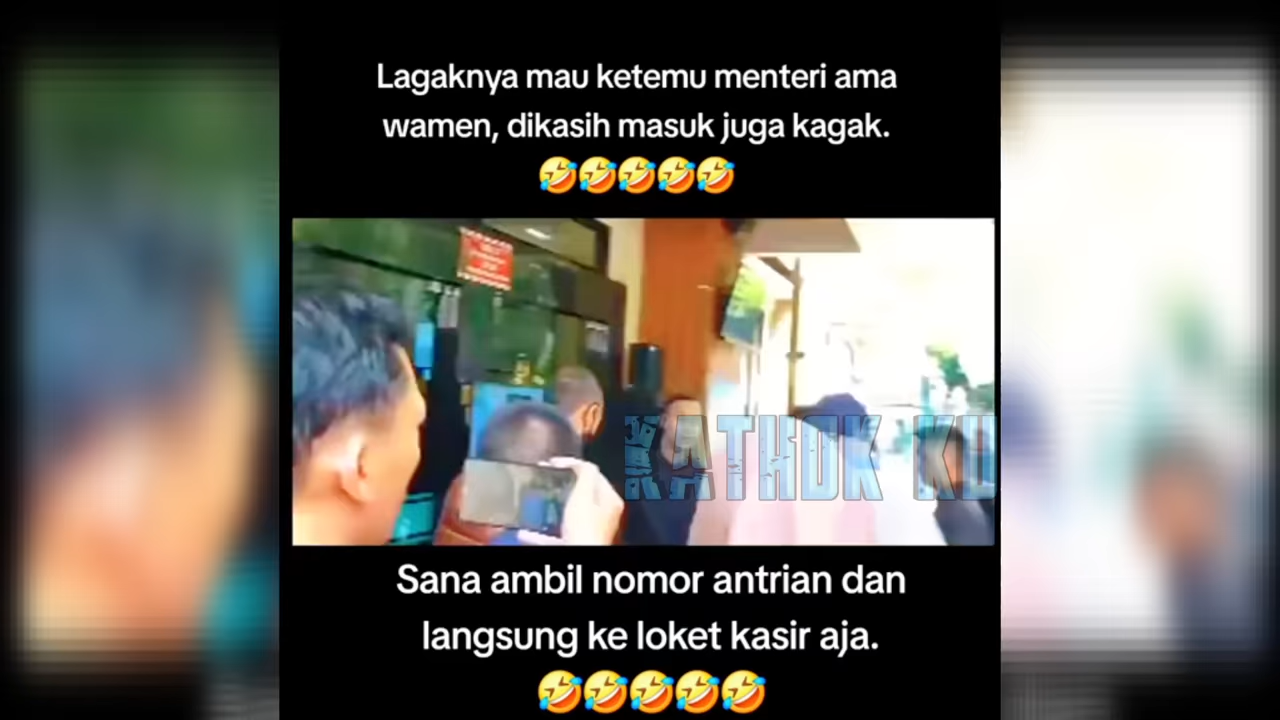 Lagaknya mau ketemu menteri ama
wamen, dikasih masuk juga kagak.
🤣🤣🤣🤣🤣
KATHOK KU
Sana ambil nomor antrian dan
langsung ke loket kasir aja.
🤣🤣🤣🤣🤣